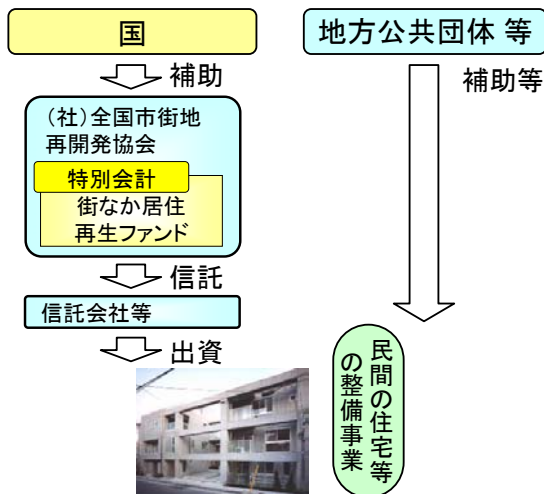 国
地方公共団体 等
補助
補助等
（社）全国市街地
再開発協会
特別会計
街なか居住
再生ファンド
信託
信託会社等
出資
民間の住宅等
の整備事業